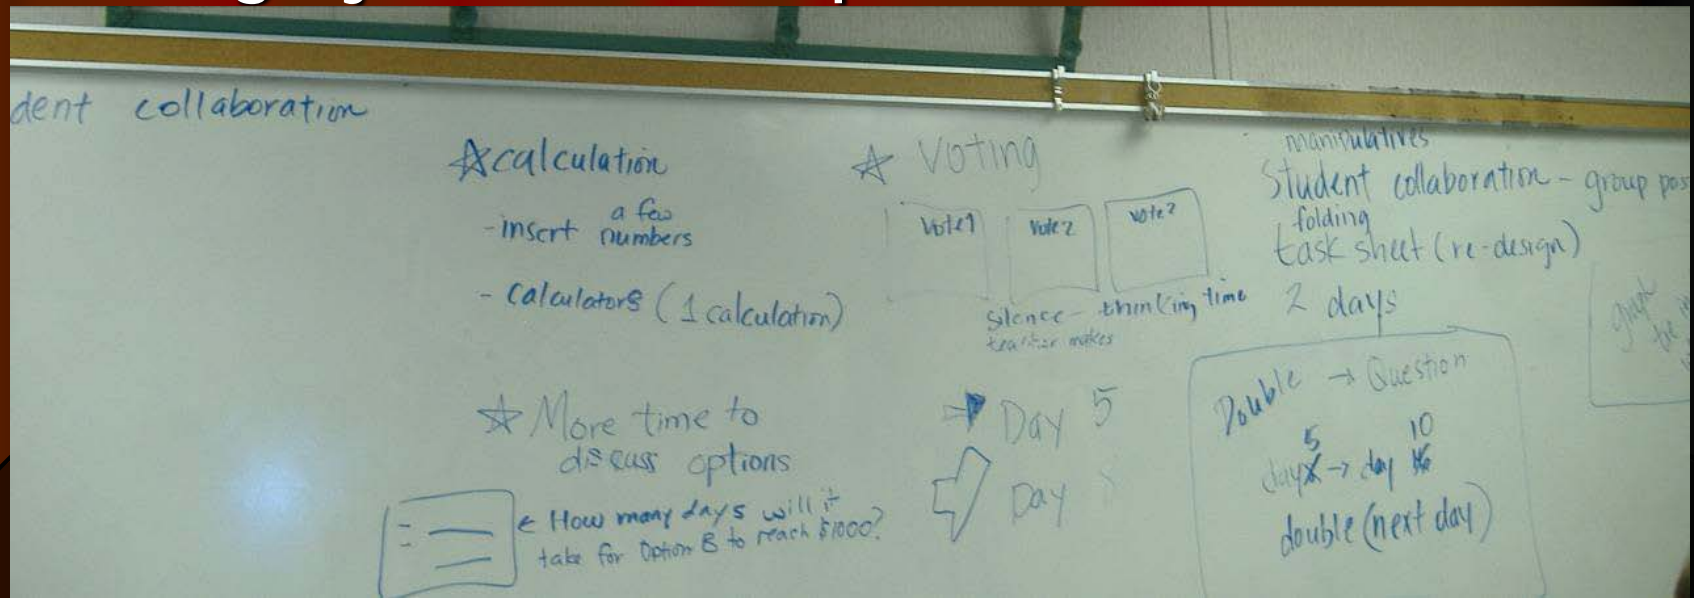 dent collaboration
☆ calculation
- insert a few numbers
- calculators (1 calculation)
☆ More time to
discuss options
← How many days will it
take for Option B to reach $1000?
☆ Voting
Vote 1
Vote 2
vote ?
silence - thinking time
teacher makes
→ Day 5
Day
manipulatives
Student collaboration - group pos
folding
task sheet (re-design)
2 days
Double → Question
5 10
day → day
double (next day)
graph